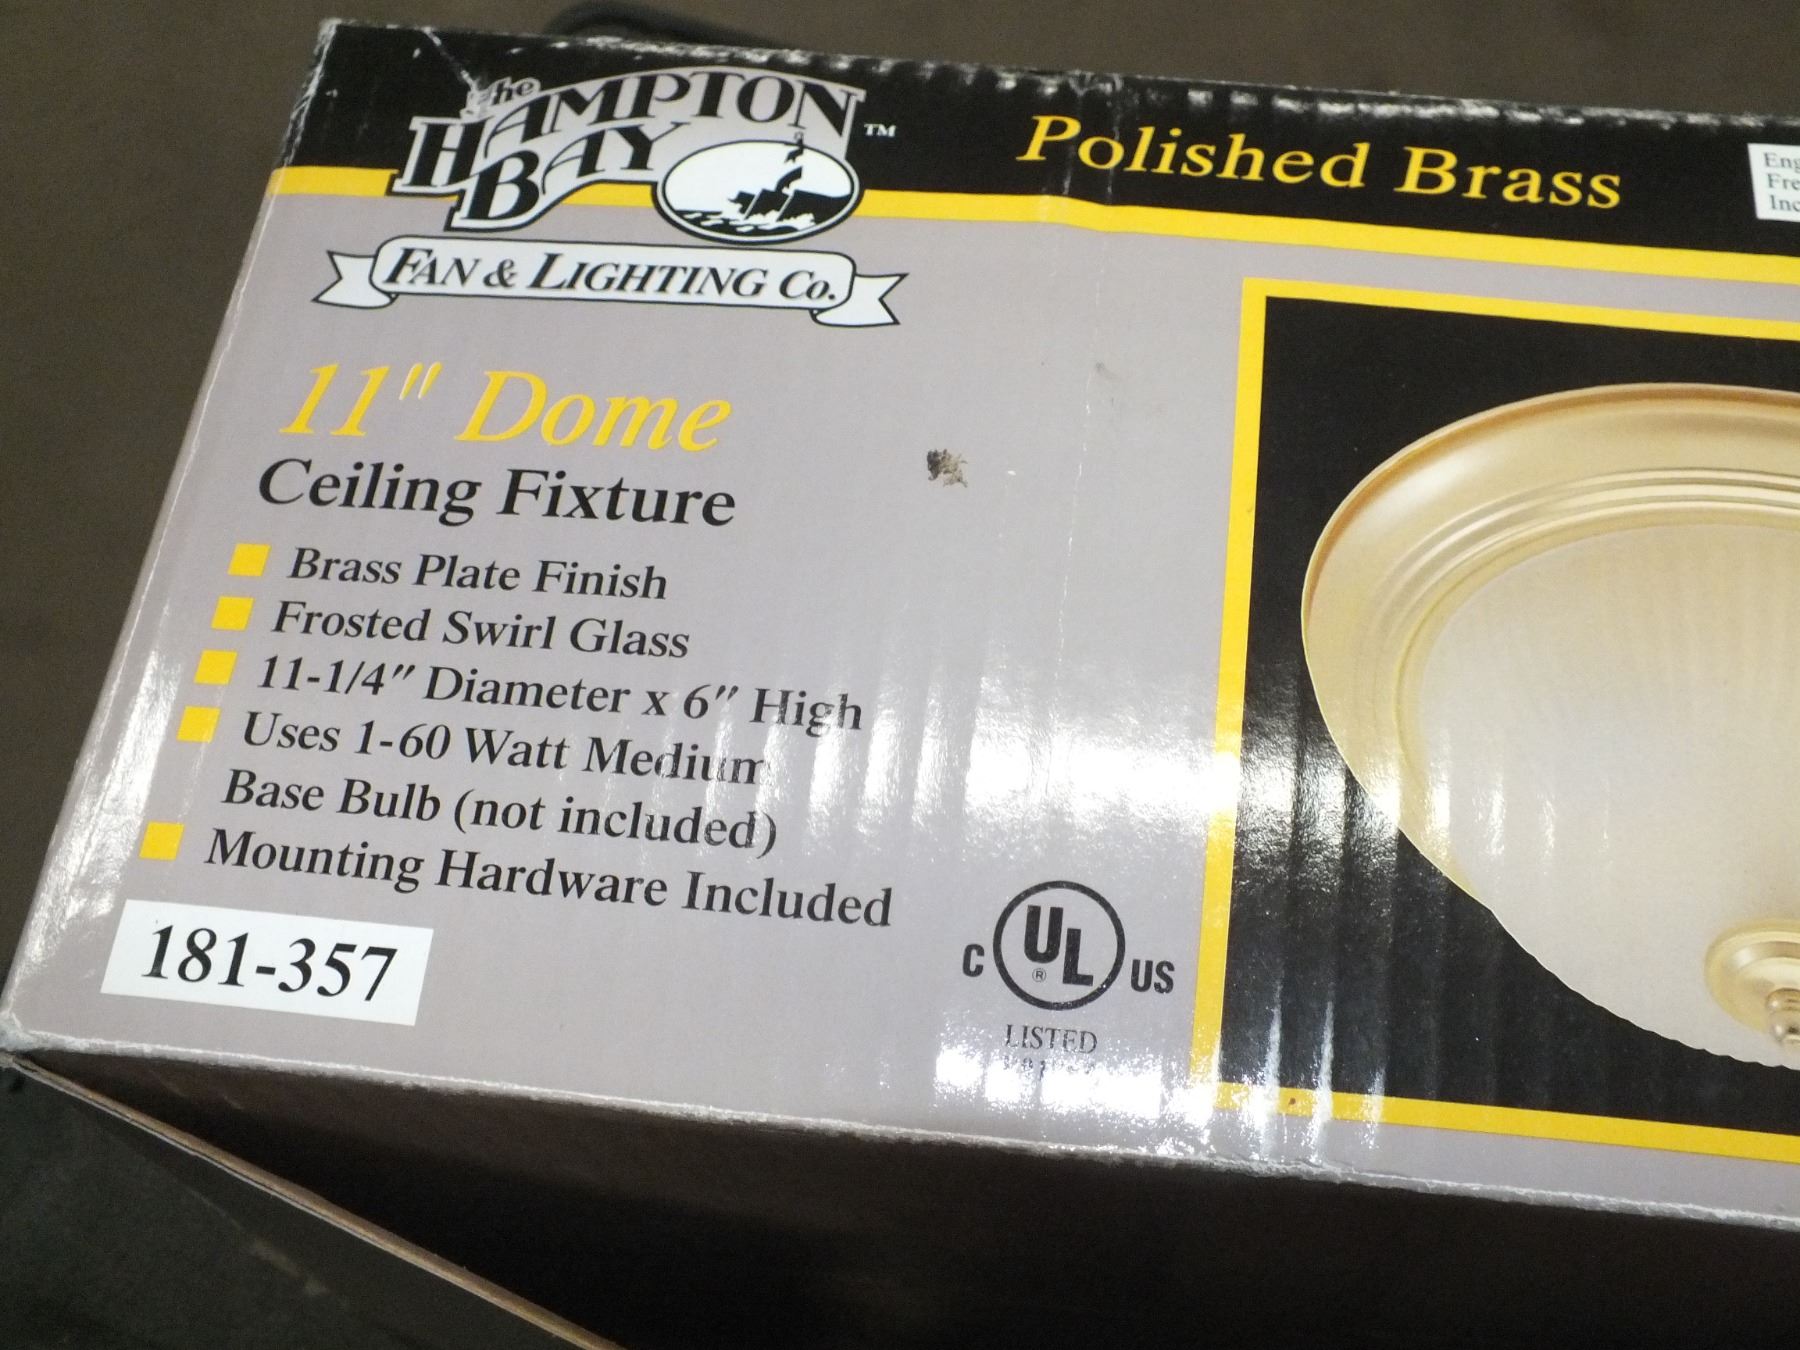 The HAMPTON BAY ™
FAN & LIGHTING Co.
Polished Brass
11" Dome
Ceiling Fixture
Brass Plate Finish
Frosted Swirl Glass
11-1/4" Diameter x 6" High
Uses 1-60 Watt Medium
Base Bulb (not included)
Mounting Hardware Included
181-357
C UL ® US
LISTED